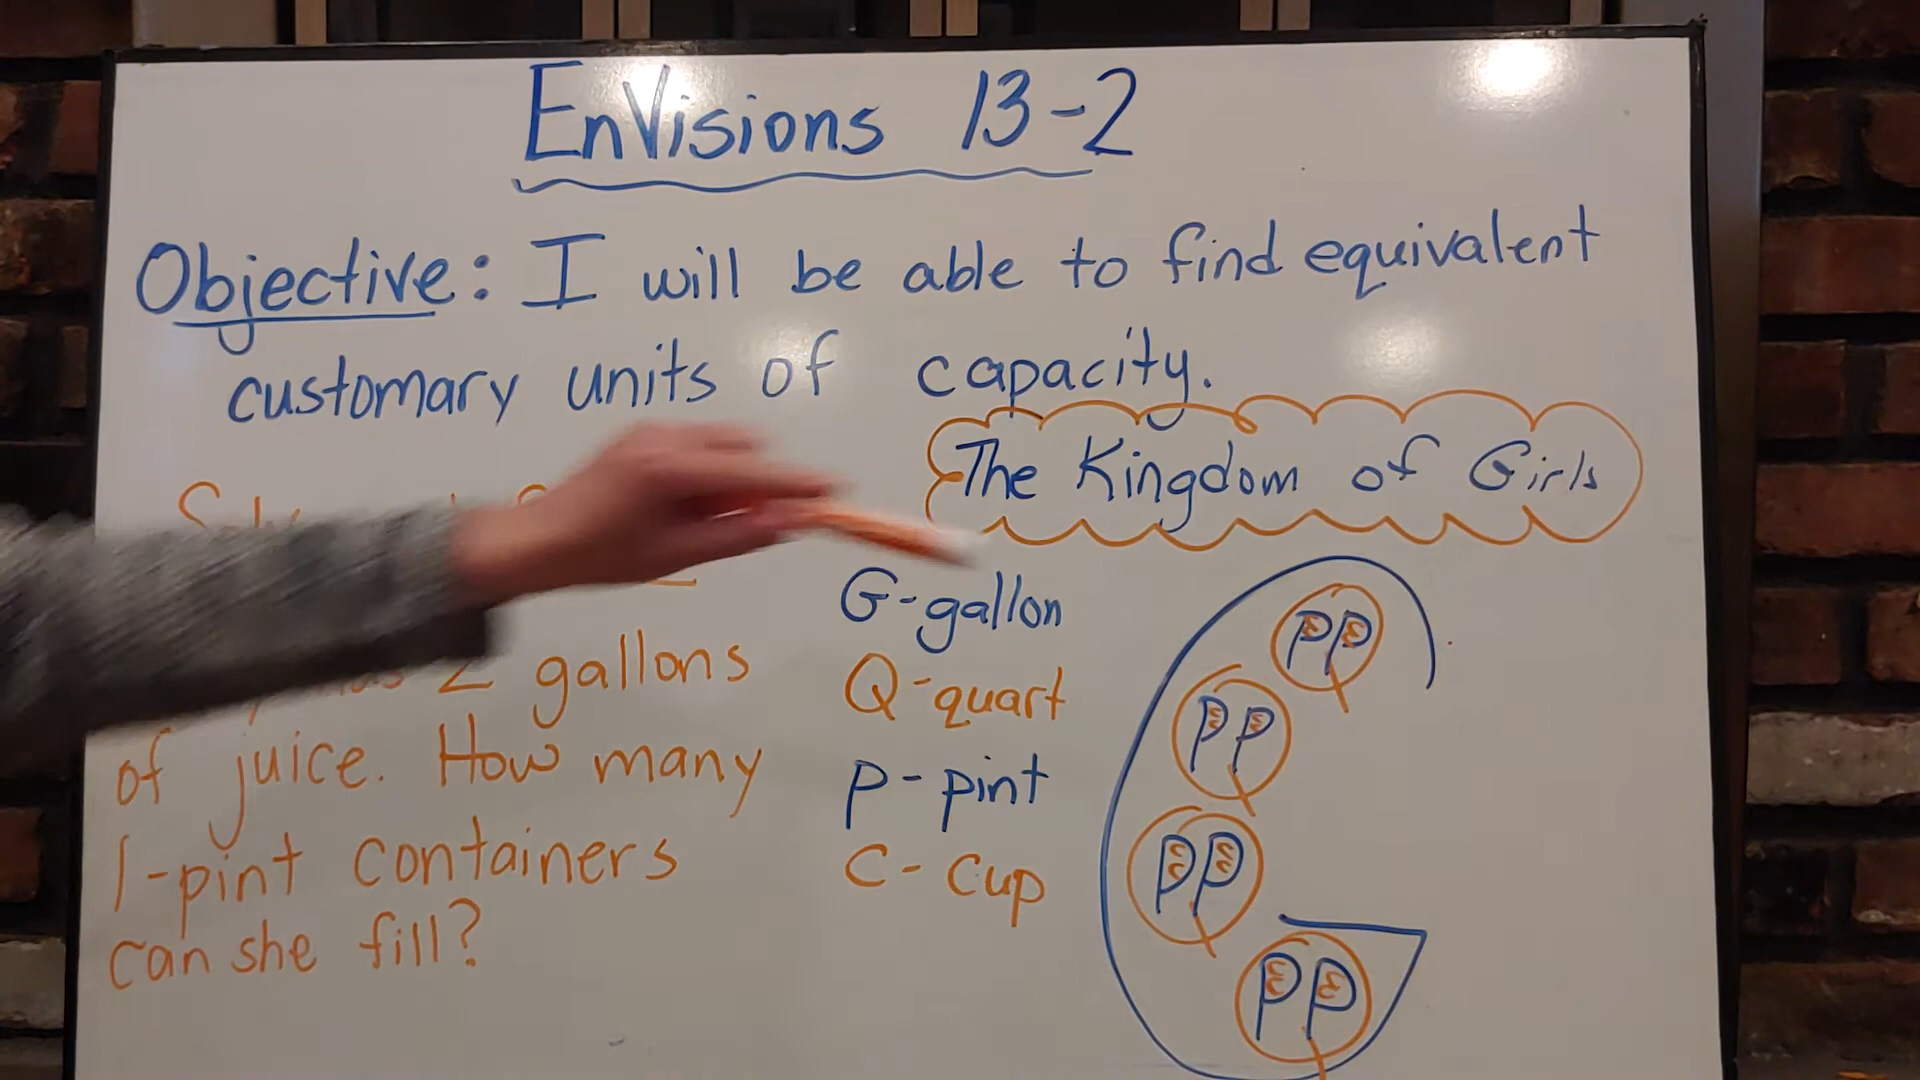 EnVisions 13-2
Objective: I will be able to find equivalent
customary units of capacity.
The Kingdom of Girls
2 gallons
of juice. How many
1-pint containers
can she fill?
G-gallon
Q-quart
P-pint
C-cup
PP
PP
PP
PP